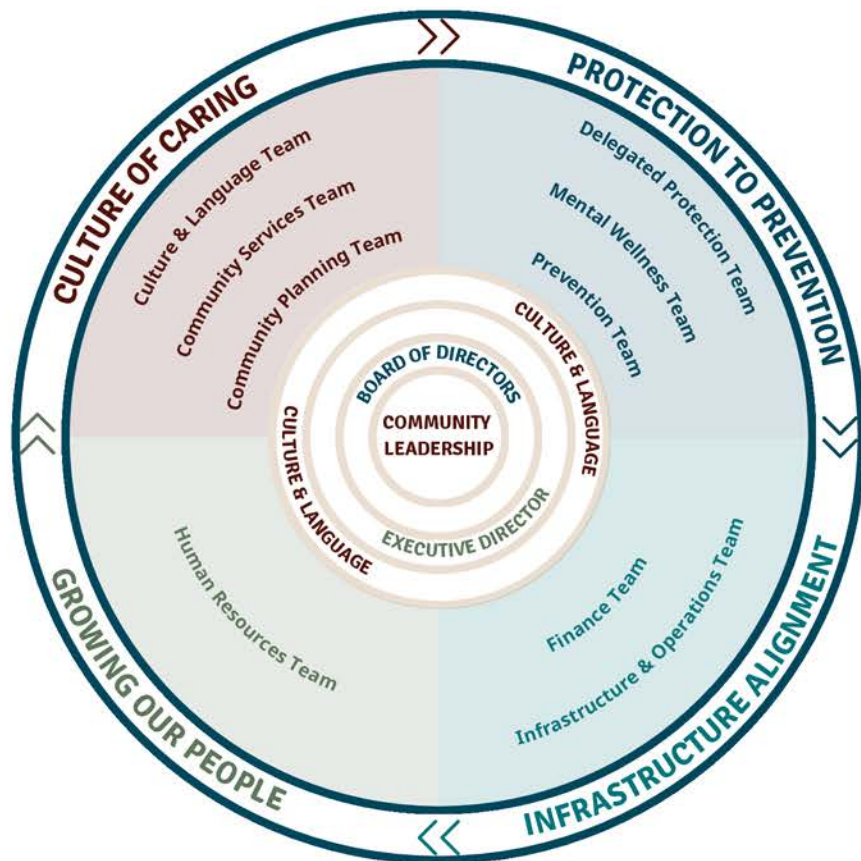 CULTURE OF CARING
Culture & Language Team
Community Services Team
Community Planning Team
PROTECTION TO PREVENTION
Delegated Protection Team
Mental Wellness Team
Prevention Team
CULTURE & LANGUAGE
BOARD OF DIRECTORS
COMMUNITY
LEADERSHIP
EXECUTIVE DIRECTOR
CULTURE & LANGUAGE
GROWING OUR PEOPLE
Human Resources Team
INFRASTRUCTURE ALIGNMENT
Finance Team
Infrastructure & Operations Team